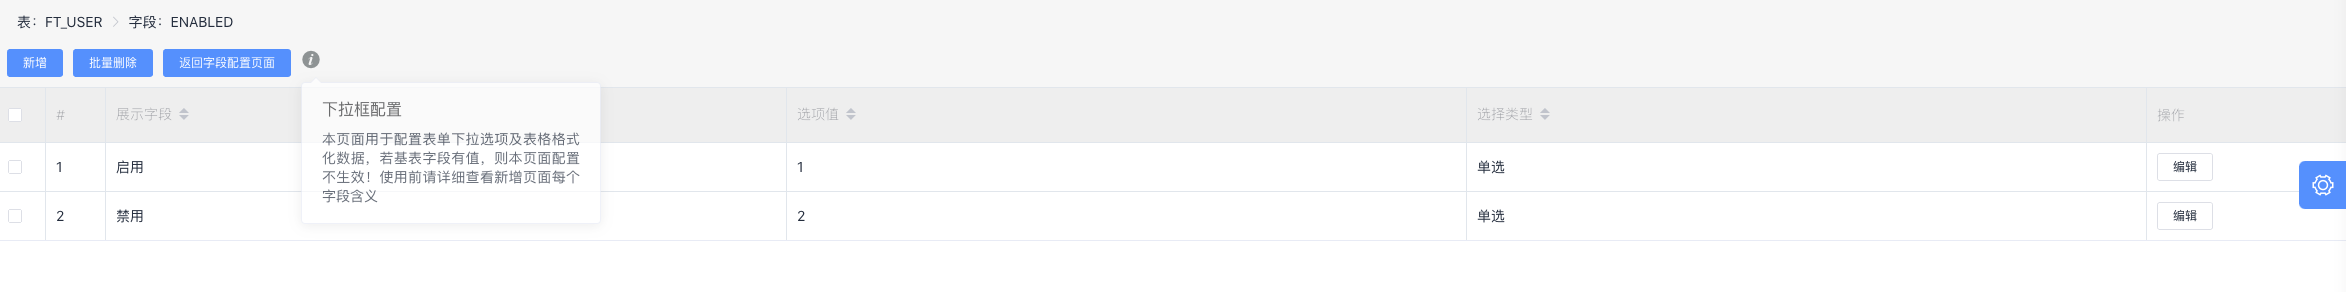 表：FT_USER > 字段：ENABLED
新增 批量删除 返回字段配置页面 i
# 展示字段 选项值 选择类型 操作
下拉框配置
本页面用于配置表单下拉选项及表格格式
化数据，若基表字段有值，则本页面配置
不生效！使用前请详细查看新增页面每个
字段含义
1 启用 1 单选 编辑
2 禁用 2 单选 编辑